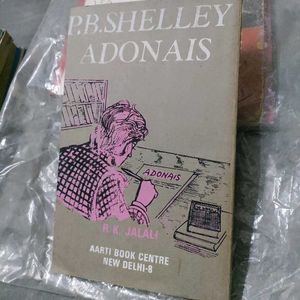 P.B.SHELLEY
ADONAIS
ADONAIS
R.K. JALALI
AARTI BOOK CENTRE
NEW DELHI-8